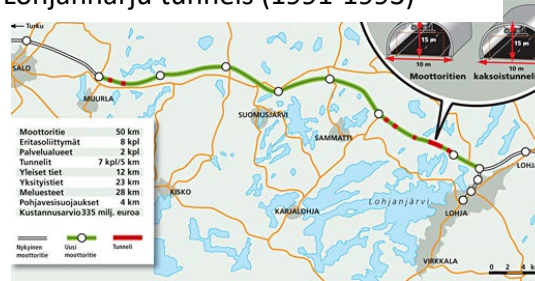 Lohjanharju tunnels (1991-1993)
Turku
SALO
MUURLA
SUOMUSJÄRVI
SAMMATTI
KISKO
KARJALOHJA
Lohjanjärvi
LOHJA
VIRKKALA
15 m
10 m
15 m
10 m
Moottoritien kaksoistunneli
Moottoritie 50 km
Eritasoliittymät 8 kpl
Palvelualueet 2 kpl
Tunnelit 7 kpl/5 km
Yleiset tiet 12 km
Yksityistiet 23 km
Meluesteet 28 km
Pohjavesisuojaukset 4 km
Kustannusarvio 335 milj. euroa
Nykyinen moottoritie
Uusi moottoritie
Tunneli
0 2 4 k